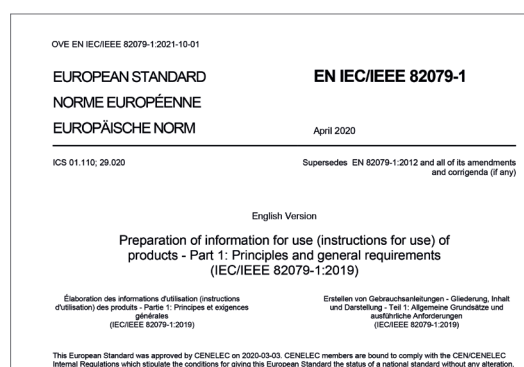 OVE EN IEC/IEEE 82079-1:2021-10-01
EUROPEAN STANDARD
EN IEC/IEEE 82079-1
NORME EUROPÉENNE
EUROPÄISCHE NORM
April 2020
ICS 01.110; 29.020
Supersedes EN 82079-1:2012 and all of its amendments
and corrigenda (if any)
English Version
Preparation of information for use (instructions for use) of
products - Part 1: Principles and general requirements
(IEC/IEEE 82079-1:2019)
Élaboration des informations d'utilisation (instructions
d'utilisation) des produits - Partie 1: Principes et exigences
générales
(IEC/IEEE 82079-1:2019)
Erstellen von Gebrauchsanleitungen - Gliederung, Inhalt
und Darstellung - Teil 1: Allgemeine Grundsätze und
ausführliche Anforderungen
(IEC/IEEE 82079-1:2019)
This European Standard was approved by CENELEC on 2020-03-03. CENELEC members are bound to comply with the CEN/CENELEC
Internal Regulations which stipulate the conditions for giving this European Standard the status of a national standard without any alteration.